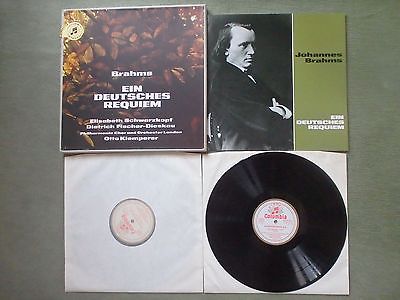 Brahms
EIN
DEUTSCHES
REQUIEM
Elisabeth Schwarzkopf
Dietrich Fischer-Dieskau
Philharmonia Chor und Orchester London
Otto Klemperer
Johannes
Brahms
EIN
DEUTSCHES
REQUIEM
Columbia